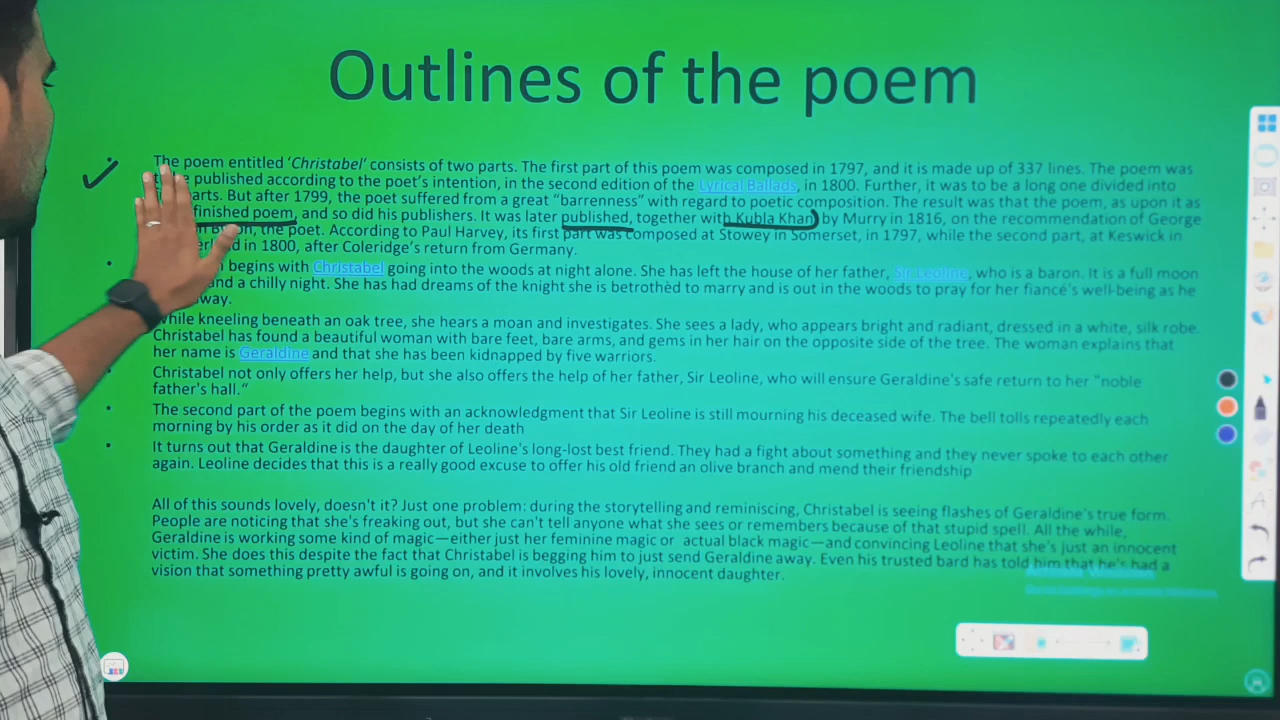 Outlines of the poem
• The poem entitled ‘Christabel’ consists of two parts. The first part of this poem was composed in 1797, and it is made up of 337 lines. The poem was
published according to the poet’s intention, in the second edition of the Lyrical Ballads, in 1800. Further, it was to be a long one divided into
parts. But after 1799, the poet suffered from a great “barrenness” with regard to poetic composition. The result was that the poem, as upon it as
finished poem, and so did his publishers. It was later published, together with Kubla Khan by Murry in 1816, on the recommendation of George
the poet. According to Paul Harvey, its first part was composed at Stowey in Somerset, in 1797, while the second part, at Keswick in
in 1800, after Coleridge’s return from Germany.
• begins with Christabel going into the woods at night alone. She has left the house of her father, Sir Leoline, who is a baron. It is a full moon
and a chilly night. She has had dreams of the knight she is betrothèd to marry and is out in the woods to pray for her fiancé’s well-being as he
way.
While kneeling beneath an oak tree, she hears a moan and investigates. She sees a lady, who appears bright and radiant, dressed in a white, silk robe.
Christabel has found a beautiful woman with bare feet, bare arms, and gems in her hair on the opposite side of the tree. The woman explains that
her name is Geraldine and that she has been kidnapped by five warriors.
• Christabel not only offers her help, but she also offers the help of her father, Sir Leoline, who will ensure Geraldine's safe return to her "noble
father's hall.“
• The second part of the poem begins with an acknowledgment that Sir Leoline is still mourning his deceased wife. The bell tolls repeatedly each
morning by his order as it did on the day of her death
• It turns out that Geraldine is the daughter of Leoline's long-lost best friend. They had a fight about something and they never spoke to each other
again. Leoline decides that this is a really good excuse to offer his old friend an olive branch and mend their friendship
All of this sounds lovely, doesn't it? Just one problem: during the storytelling and reminiscing, Christabel is seeing flashes of Geraldine's true form.
People are noticing that she's freaking out, but she can't tell anyone what she sees or remembers because of that stupid spell. All the while,
Geraldine is working some kind of magic—either just her feminine magic or actual black magic—and convincing Leoline that she's just an innocent
victim. She does this despite the fact that Christabel is begging him to just send Geraldine away. Even his trusted bard has told him that he's had a
vision that something pretty awful is going on, and it involves his lovely, innocent daughter.